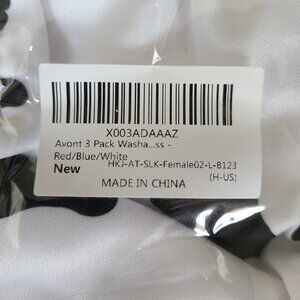 X003ADAAAZ
Avont 3 Pack Washa...ss -
Red/Blue/White
New HKJ-AT-SLK-Female02-L-B123
(H-US)
MADE IN CHINA